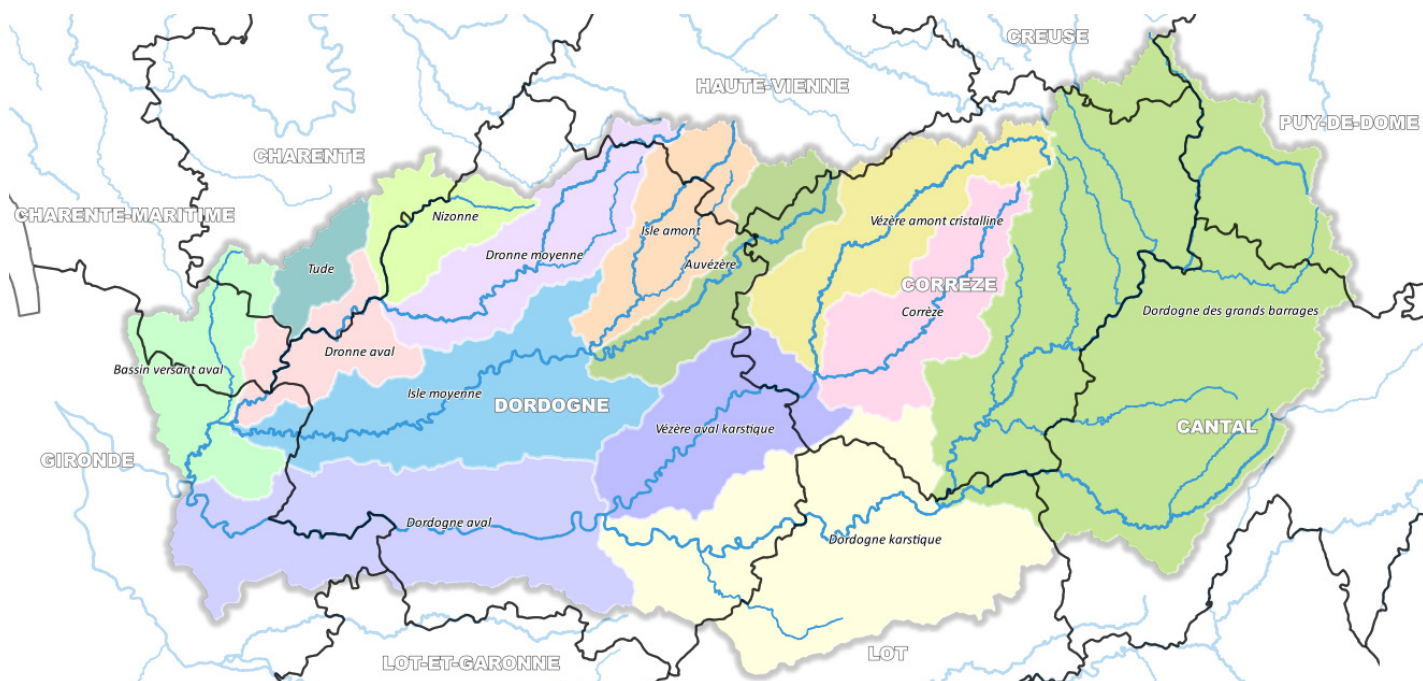 CREUSE
HAUTE-VIENNE
PUY-DE-DOME
CHARENTE
CHARENTE-MARITIME
Nizonne
Vézère amont cristalline
Isle amont
Dronne moyenne
Auvézère
Tude
CORREZE
Corrèze
Dordogne des grands barrages
Dronne aval
Bassin versant aval
Isle moyenne
DORDOGNE
Vézère aval karstique
CANTAL
GIRONDE
Dordogne aval
Dordogne karstique
LOT
LOT-ET-GARONNE